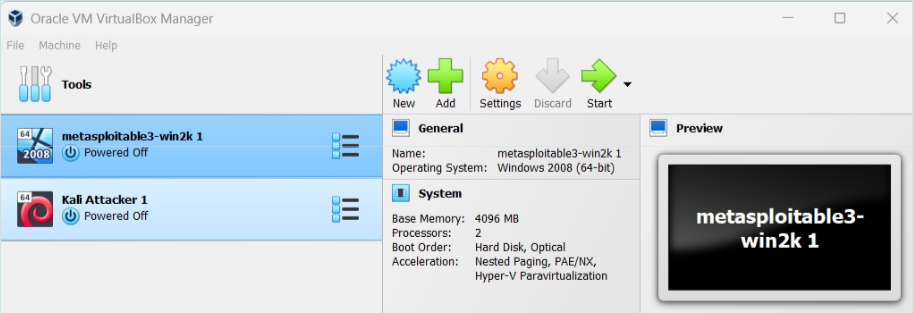 Oracle VM VirtualBox Manager
File Machine Help
Tools
New Add Settings Discard Start
64
2008
metasploitable3-win2k 1
Powered Off
64
Kali Attacker 1
Powered Off
General
Name: metasploitable3-win2k 1
Operating System: Windows 2008 (64-bit)
System
Base Memory: 4096 MB
Processors: 2
Boot Order: Hard Disk, Optical
Acceleration: Nested Paging, PAE/NX,
Hyper-V Paravirtualization
Preview
metasploitable3-
win2k 1